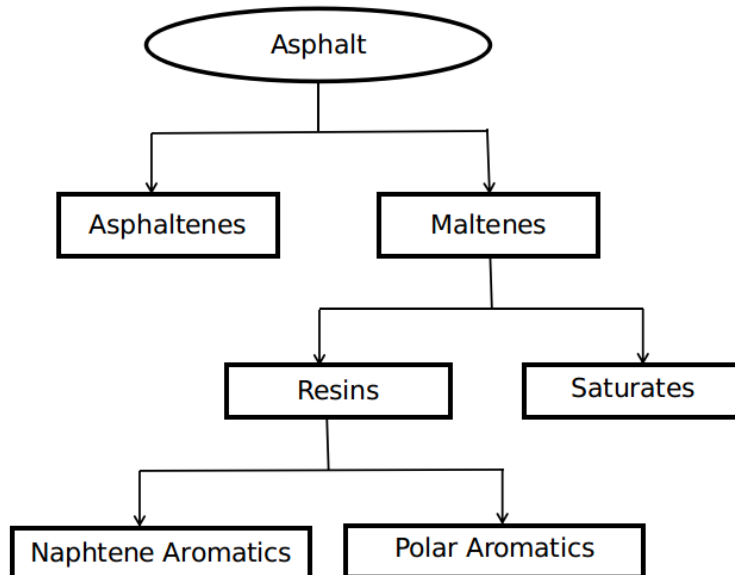 Asphalt
Asphaltenes
Maltenes
Resins
Saturates
Naphtene Aromatics
Polar Aromatics